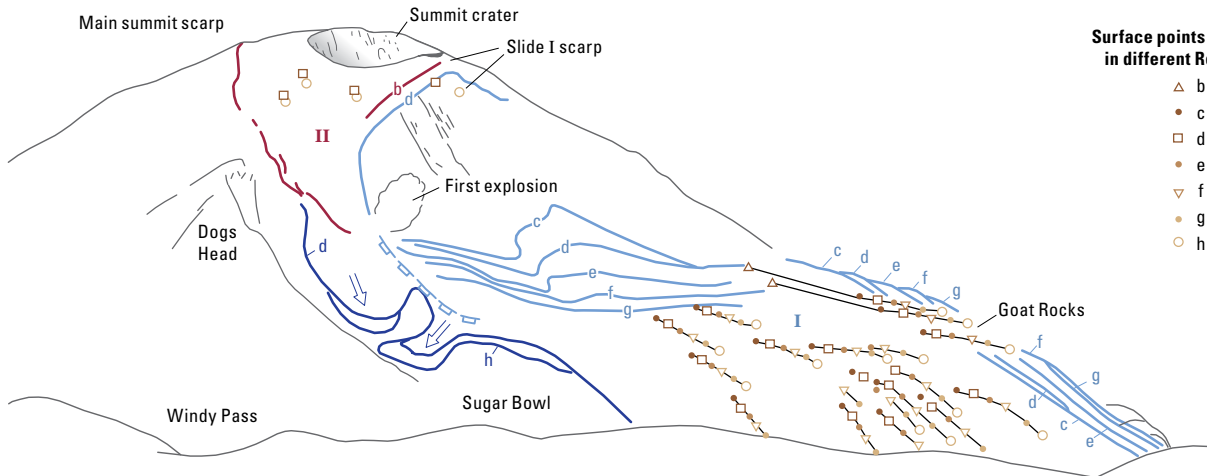 Main summit scarp
Summit crater
Slide I scarp
Surface points
in different Re
b
c
d
e
f
g
h
b
d
II
First explosion
Dogs
Head
d
c
d
e
f
g
c
d
e
f
g
Goat Rocks
I
f
g
d
c
e
h
Windy Pass
Sugar Bowl